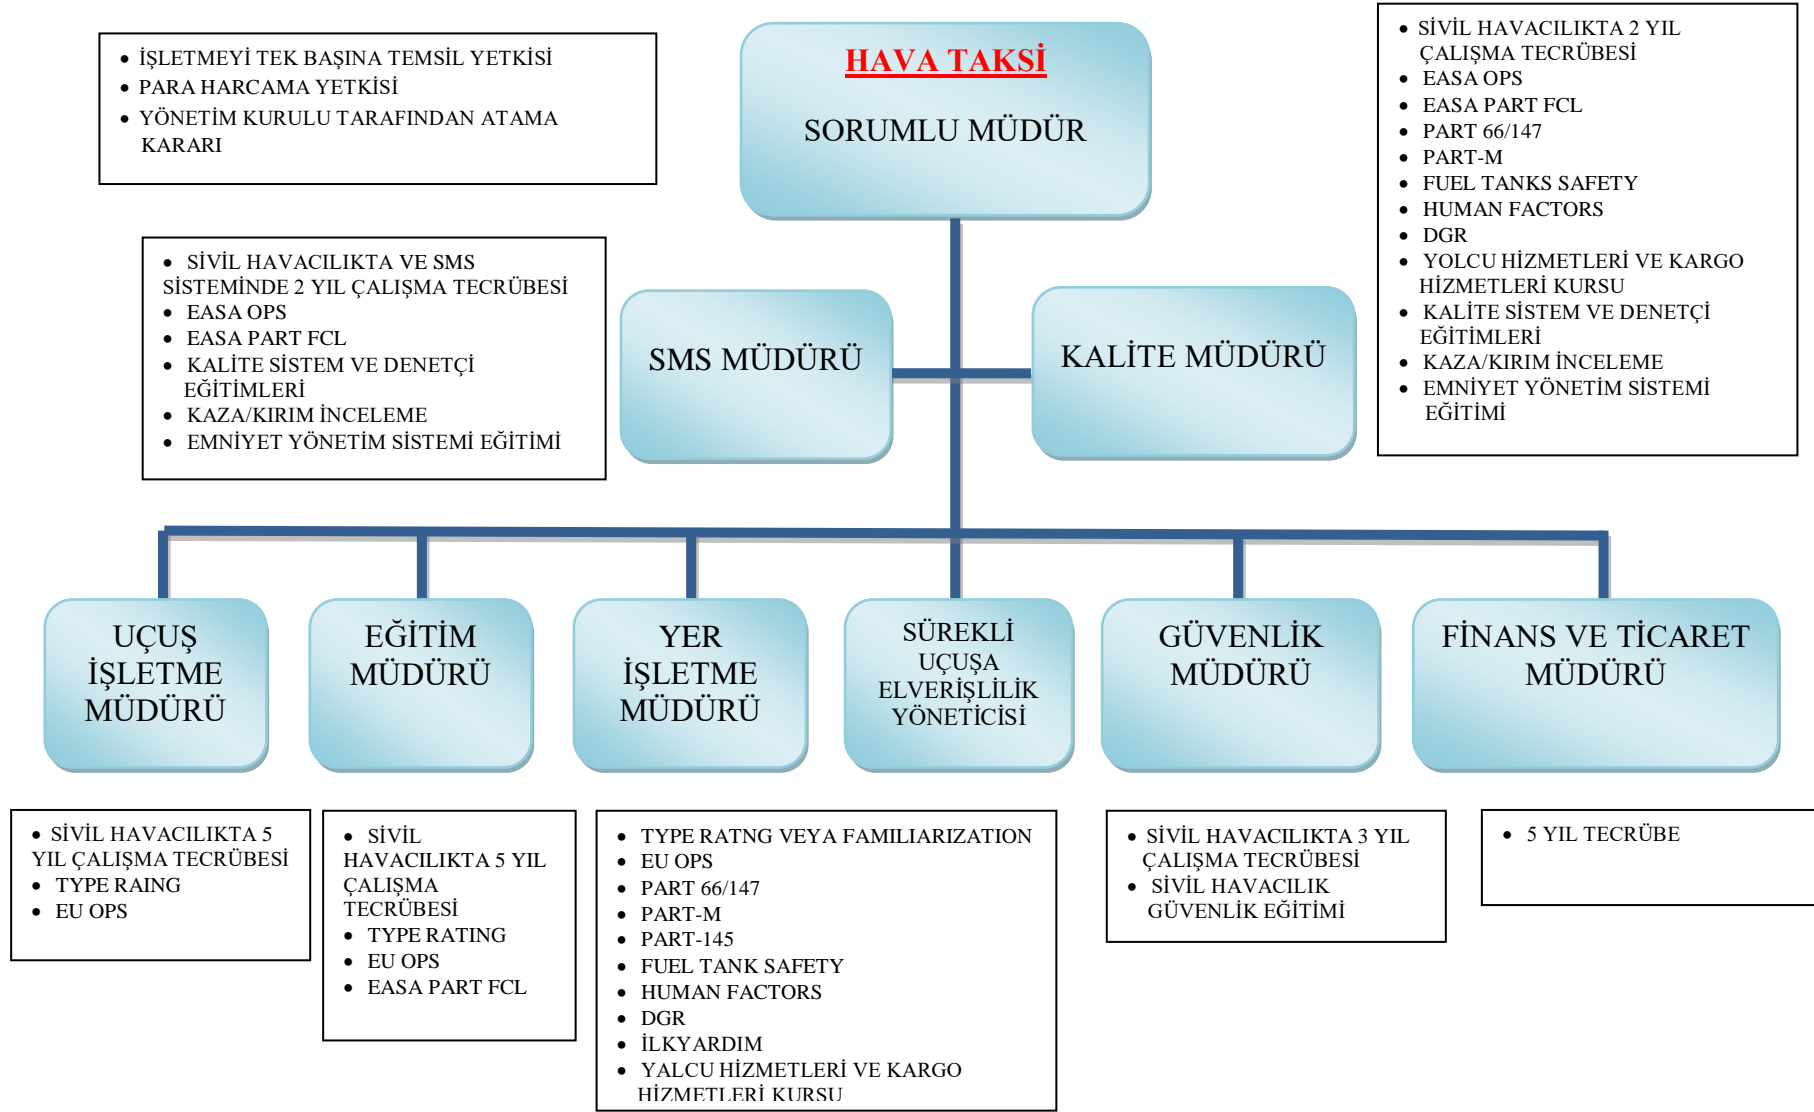 • İŞLETMEYİ TEK BAŞINA TEMSİL YETKİSİ
• PARA HARCAMA YETKİSİ
• YÖNETİM KURULU TARAFINDAN ATAMA
KARARI
HAVA TAKSİ
SORUMLU MÜDÜR
• SİVİL HAVACILIKTA 2 YIL
ÇALIŞMA TECRÜBESİ
• EASA OPS
• EASA PART FCL
• PART 66/147
• PART-M
• FUEL TANKS SAFETY
• HUMAN FACTORS
• DGR
• YOLCU HİZMETLERİ VE KARGO
HİZMETLERİ KURSU
• KALİTE SİSTEM VE DENETÇİ
EĞİTİMLERİ
• KAZA/KIRIM İNCELEME
• EMNİYET YÖNETİM SİSTEMİ
EĞİTİMİ
• SİVİL HAVACILIKTA VE SMS
SİSTEMİNDE 2 YIL ÇALIŞMA TECRÜBESİ
• EASA OPS
• EASA PART FCL
• KALİTE SİSTEM VE DENETÇİ
EĞİTİMLERİ
• KAZA/KIRIM İNCELEME
• EMNİYET YÖNETİM SİSTEMİ EĞİTİMİ
SMS MÜDÜRÜ
KALİTE MÜDÜRÜ
UÇUŞ
İŞLETME
MÜDÜRÜ
EĞİTİM
MÜDÜRÜ
YER
İŞLETME
MÜDÜRÜ
SÜREKLİ
UÇUŞA
ELVERİŞLİLİK
YÖNETİCİSİ
GÜVENLİK
MÜDÜRÜ
FİNANS VE TİCARET
MÜDÜRÜ
• SİVİL HAVACILIKTA 5
YIL ÇALIŞMA TECRÜBESİ
• TYPE RAING
• EU OPS
• SİVİL
HAVACILIKTA 5 YIL
ÇALIŞMA
TECRÜBESİ
• TYPE RATING
• EU OPS
• EASA PART FCL
• TYPE RATNG VEYA FAMILIARIZATION
• EU OPS
• PART 66/147
• PART-M
• PART-145
• FUEL TANK SAFETY
• HUMAN FACTORS
• DGR
• İLKYARDIM
• YALCU HİZMETLERİ VE KARGO
HİZMETLERİ KURSU
• SİVİL HAVACILIKTA 3 YIL
ÇALIŞMA TECRÜBESİ
• SİVİL HAVACILIK
GÜVENLİK EĞİTİMİ
• 5 YIL TECRÜBE